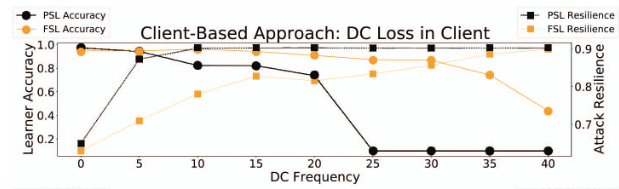 PSL Accuracy
FSL Accuracy
PSL Resilience
FSL Resilience
Client-Based Approach: DC Loss in Client
Learner Accuracy
1.0
0.8
0.6
0.4
0.2
0.9
0.8
0.7
Attack Resilience
0 5 10 15 20 25 30 35 40
DC Frequency